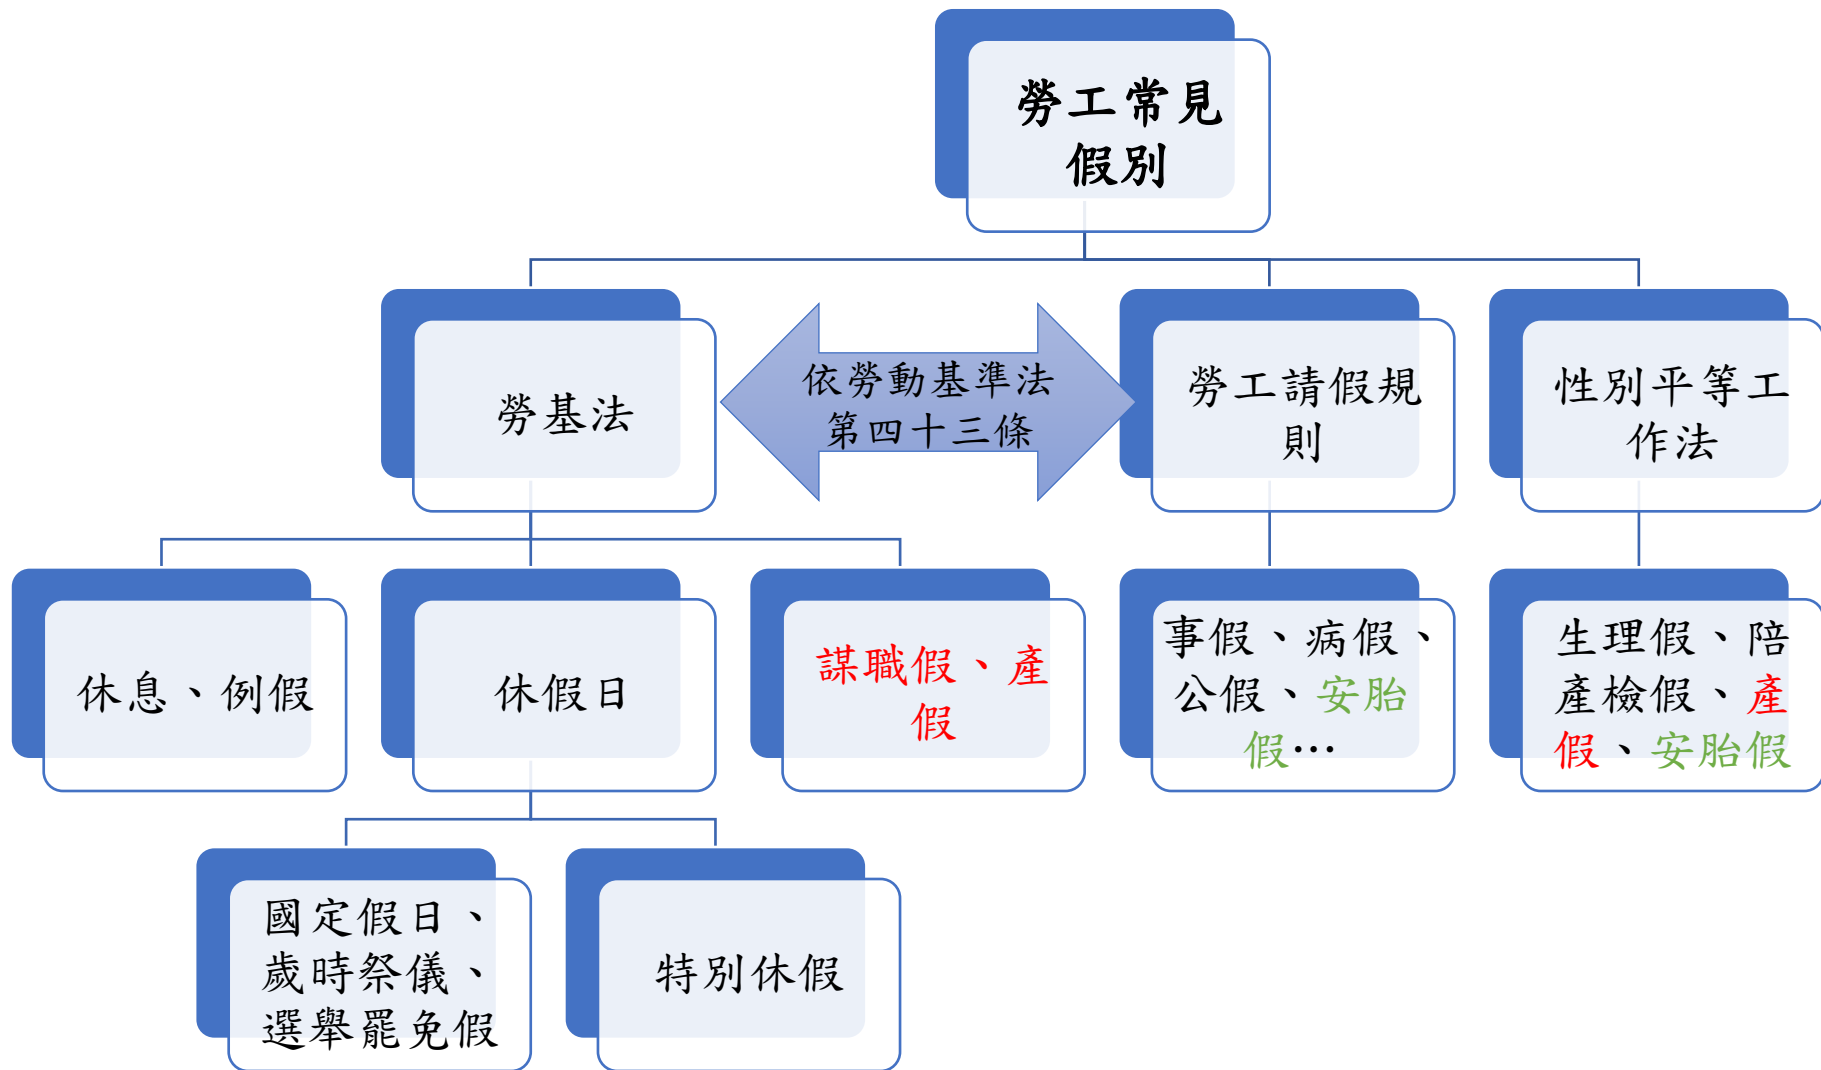 勞工常見
假別
勞基法
依勞動基準法
第四十三條
勞工請假規
則
性別平等工
作法
休息、例假
休假日
謀職假、產
假
事假、病假、
公假、安胎
假…
生理假、陪
產檢假、產
假、安胎假
國定假日、
歲時祭儀、
選舉罷免假
特別休假